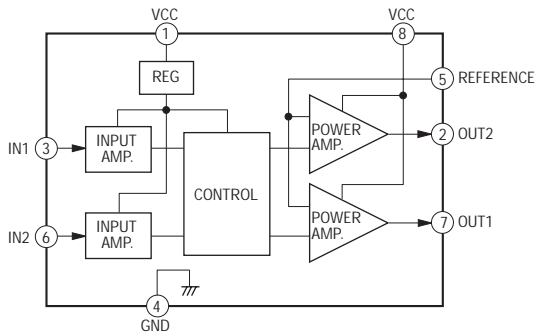 VCC
1
VCC
8
REG
5 REFERENCE
POWER
AMP.
2 OUT2
IN1 3
INPUT
AMP.
CONTROL
POWER
AMP.
7 OUT1
IN2 6
INPUT
AMP.
4
GND